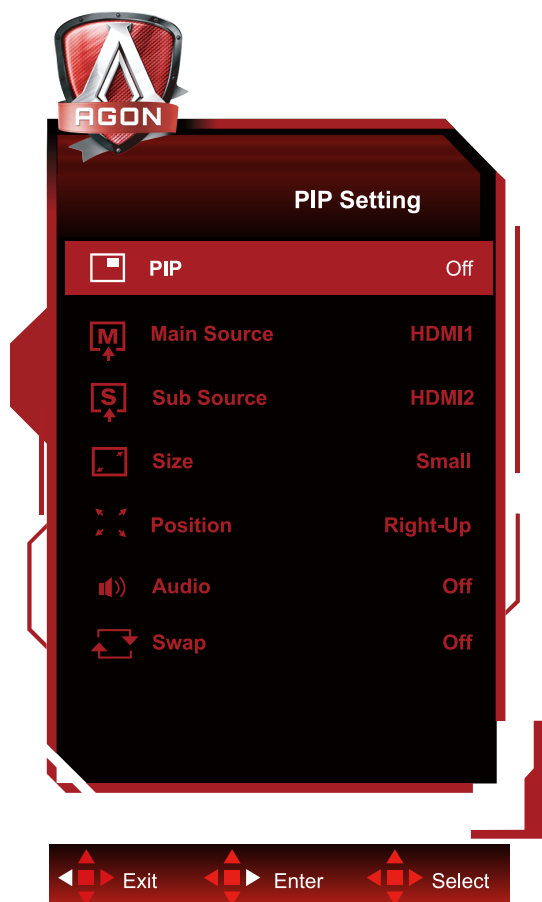 AGON
PIP Setting
PIP Off
M Main Source HDMI1
S Sub Source HDMI2
Size Small
Position Right-Up
Audio Off
Swap Off
Exit Enter Select